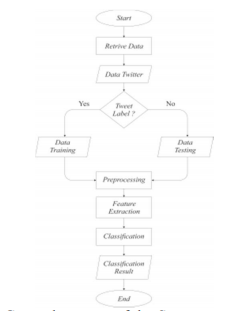 Start
Retrive Data
Data Twitter
Tweet
Label ?
Yes
No
Data
Training
Data
Testing
Preprocessing
Feature
Extraction
Classification
Classification
Result
End